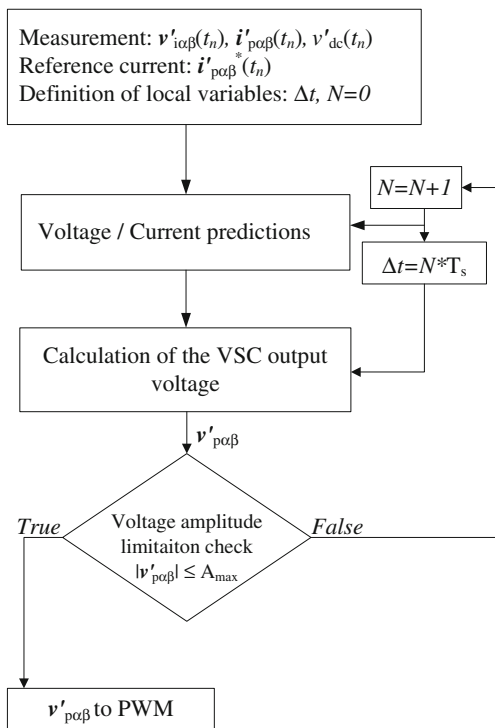 Measurement: v'iαβ(tn), i'pαβ(tn), v'dc(tn)
Reference current: i'pαβ*(tn)
Definition of local variables: Δt, N=0
N=N+1
Voltage / Current predictions
Δt=N*Ts
Calculation of the VSC output
voltage
v'pαβ
True
Voltage amplitude
False
limitaiton check
|v'pαβ| ≤ Amax
v'pαβ to PWM